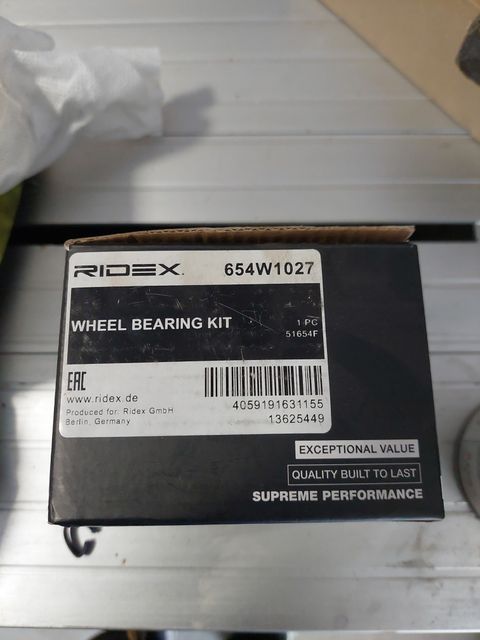 RIDEX. 654W1027
WHEEL BEARING KIT
1 PC
51654F
EAC
www.ridex.de
4059191631155
Produced for: Ridex GmbH
Berlin, Germany
13625449
EXCEPTIONAL VALUE
QUALITY BUILT TO LAST
SUPREME PERFORMANCE